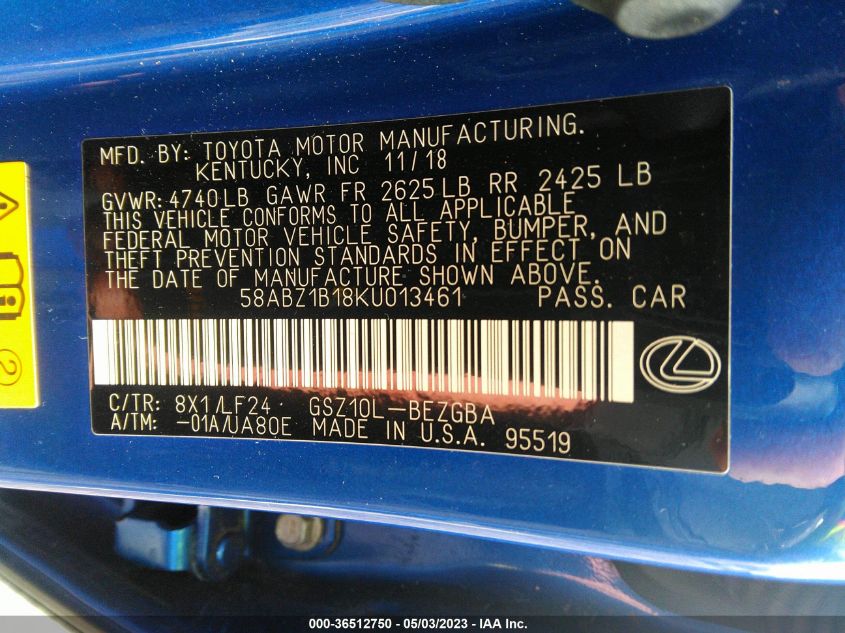 MFD. BY: TOYOTA MOTOR MANUFACTURING.
KENTUCKY, INC 11/18
GVWR: 4740LB GAWR FR 2625 LB RR 2425 LB
THIS VEHICLE CONFORMS TO ALL APPLICABLE
FEDERAL MOTOR VEHICLE SAFETY, BUMPER, AND
THEFT PREVENTION STANDARDS IN EFFECT ON
THE DATE OF MANUFACTURE SHOWN ABOVE.
58ABZ1B18KU013461 PASS. CAR
C/TR: 8X1/LF24 GSZ10L-BEZGBA
A/TM: -01A/UA80E MADE IN U.S.A. 95519
2
000-36512750 - 05/03/2023 - IAA Inc.